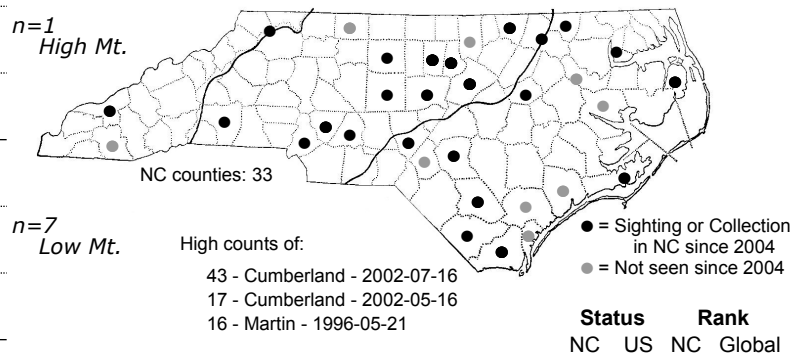 n=1
High Mt.
NC counties: 33
n=7
Low Mt.
High counts of:
43 - Cumberland - 2002-07-16
17 - Cumberland - 2002-05-16
16 - Martin - 1996-05-21
= Sighting or Collection
in NC since 2004
= Not seen since 2004
Status Rank
NC US NC Global